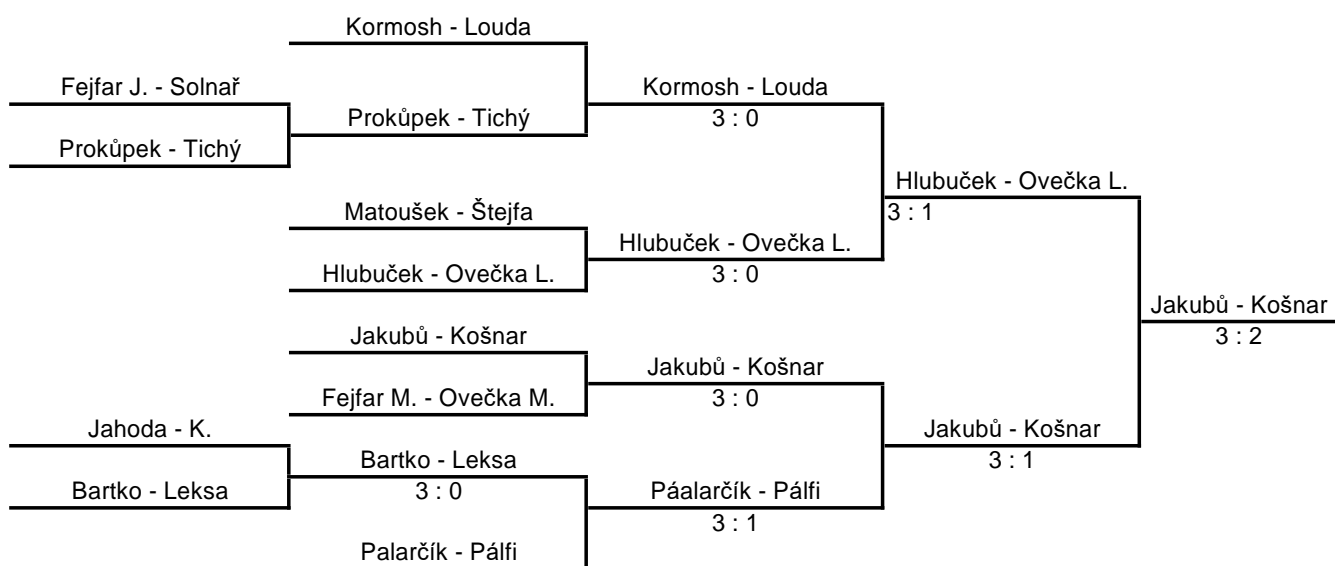 Kormosh - Louda
Fejfar J. - Solnař
Kormosh - Louda
Prokůpek - Tichý
3 : 0
Prokůpek - Tichý
Hlubuček - Ovečka L.
Matoušek - Štejfa
3 : 1
Hlubuček - Ovečka L.
Hlubuček - Ovečka L.
3 : 0
Jakubů - Košnar
Jakubů - Košnar
3 : 2
Jakubů - Košnar
Fejfar M. - Ovečka M.
3 : 0
Jahoda - K.
Jakubů - Košnar
Bartko - Leksa
3 : 1
Bartko - Leksa
3 : 0
Páalarčík - Pálfi
3 : 1
Palarčík - Pálfi